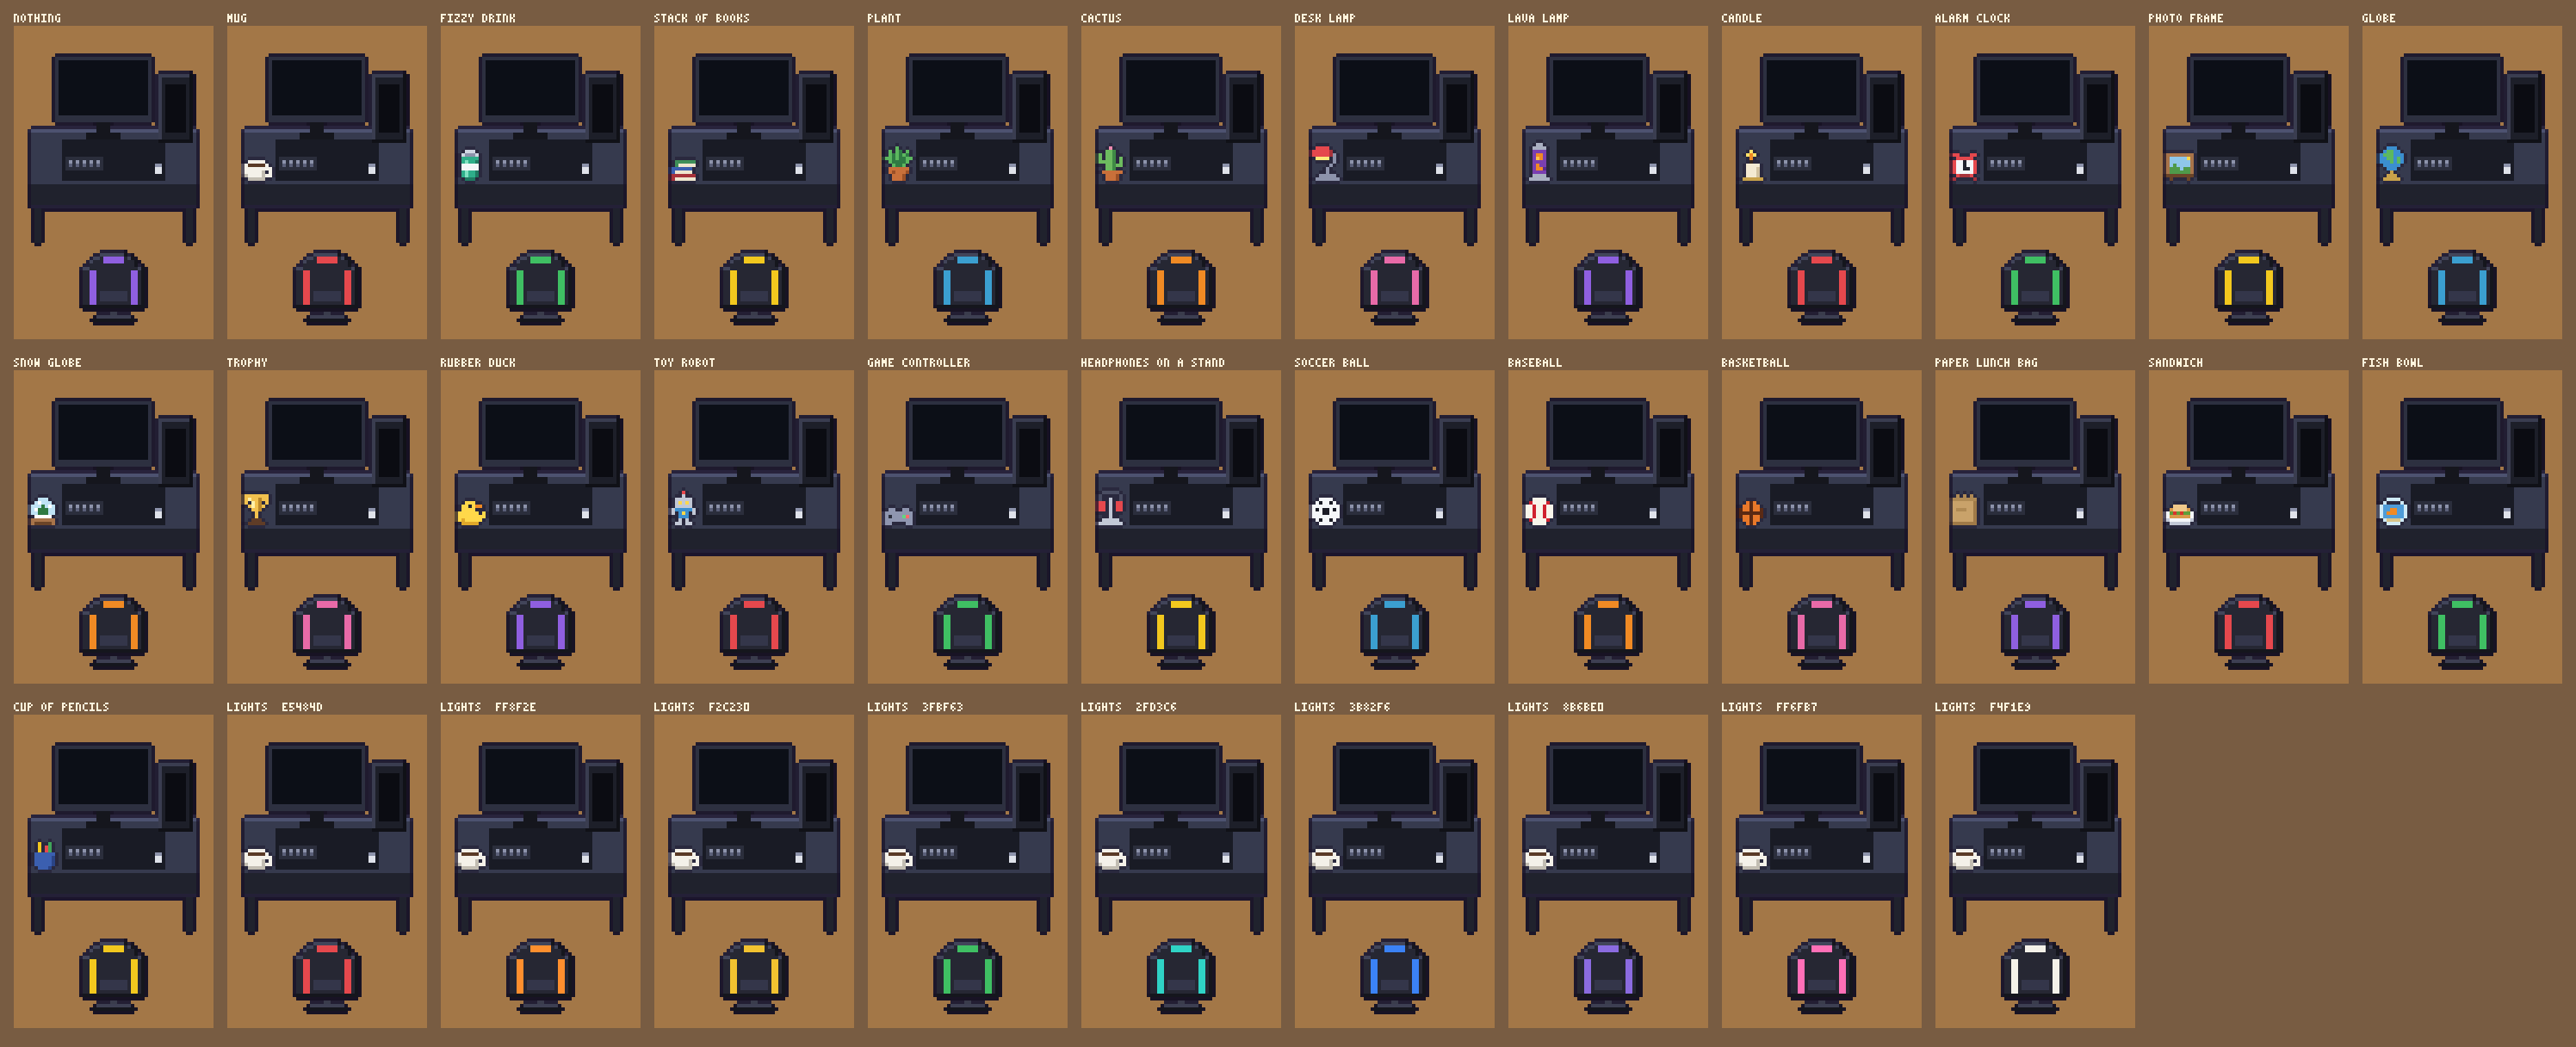 NOTHING
MUG
FIZZY DRINK
STACK OF BOOKS
PLANT
CACTUS
DESK LAMP
LAVA LAMP
CANDLE
ALARM CLOCK
PHOTO FRAME
GLOBE
SNOW GLOBE
TROPHY
RUBBER DUCK
TOY ROBOT
GAME CONTROLLER
HEADPHONES ON A STAND
SOCCER BALL
BASEBALL
BASKETBALL
PAPER LUNCH BAG
SANDWICH
FISH BOWL
CUP OF PENCILS
LIGHTS E5484D
LIGHTS FF8F2E
LIGHTS F2C230
LIGHTS 3FBF63
LIGHTS 2FD3C6
LIGHTS 3B82F6
LIGHTS 8B6BE0
LIGHTS FF6FB7
LIGHTS F4F1E9